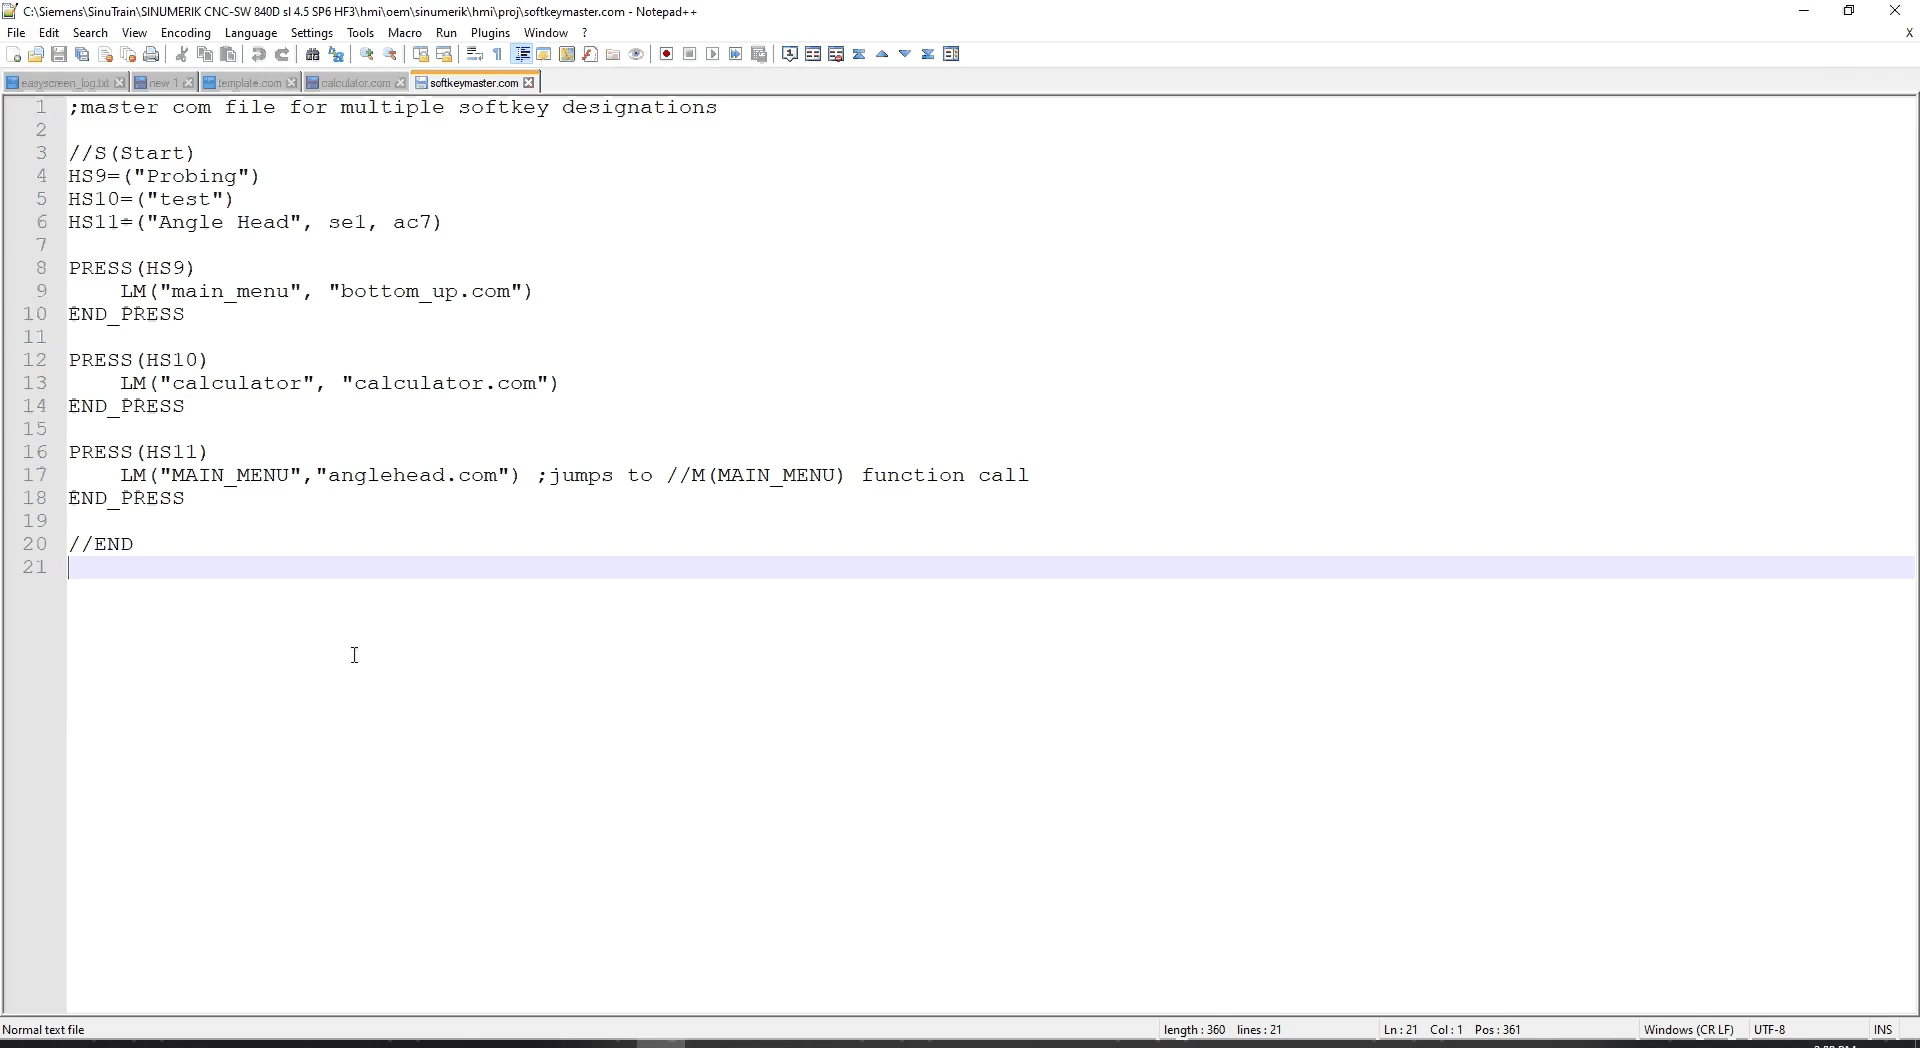 C:\Siemens\SinuTrain\SINUMERIK CNC-SW 840D sl 4.5 SP6 HF3\hmi\oem\sinumerik\hmi\proj\softkeymaster.com - Notepad++
File Edit Search View Encoding Language Settings Tools Macro Run Plugins Window ? X
easyscreen_log.txt new 1 template.com calculator.com softkeymaster.com
1 ;master com file for multiple softkey designations
2
3 //S(Start)
4 HS9=("Probing")
5 HS10=("test")
6 HS11=("Angle Head", se1, ac7)
7
8 PRESS(HS9)
9 LM("main_menu", "bottom_up.com")
10 END_PRESS
11
12 PRESS(HS10)
13 LM("calculator", "calculator.com")
14 END_PRESS
15
16 PRESS(HS11)
17 LM("MAIN_MENU","anglehead.com") ;jumps to //M(MAIN_MENU) function call
18 END_PRESS
19
20 //END
21
Normal text file length : 360 lines : 21 Ln : 21 Col : 1 Pos : 361 Windows (CR LF) UTF-8 INS